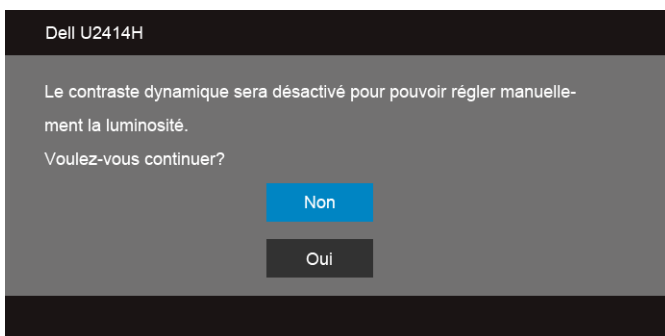 Dell U2414H
Le contraste dynamique sera désactivé pour pouvoir régler manuelle-
ment la luminosité.
Voulez-vous continuer?
Non
Oui